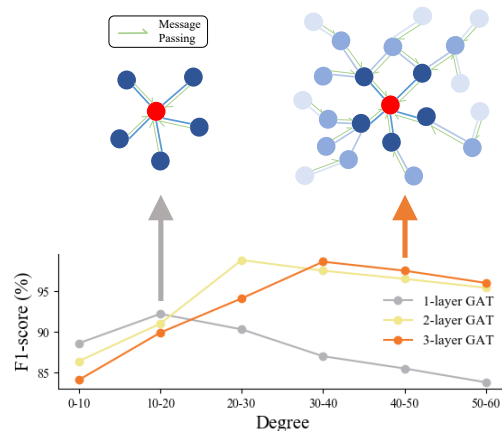 Message
Passing
F1-score (%)
95
90
85
1-layer GAT
2-layer GAT
3-layer GAT
0-10 10-20 20-30 30-40 40-50 50-60
Degree